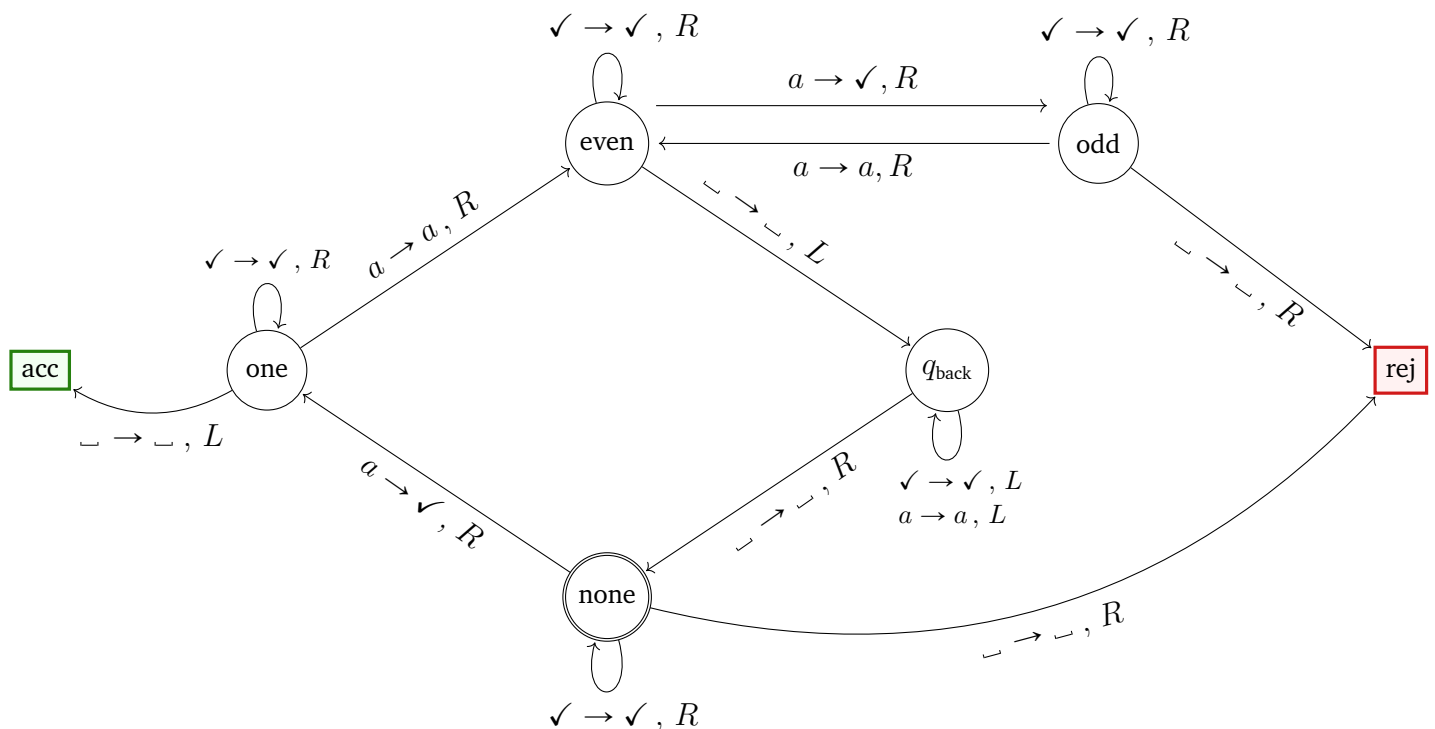 ✓ → ✓ , R
✓ → ✓ , R
a → ✓, R
even
odd
a → a, R
␣ → ␣ , L
a → a , R
␣ → ␣ , R
✓ → ✓ , R
acc
one
q_back
rej
␣ → ␣ , L
a → ✓, R
␣ → ␣ , R
✓ → ✓ , L
a → a , L
none
␣ → ␣ , R
✓ → ✓ , R